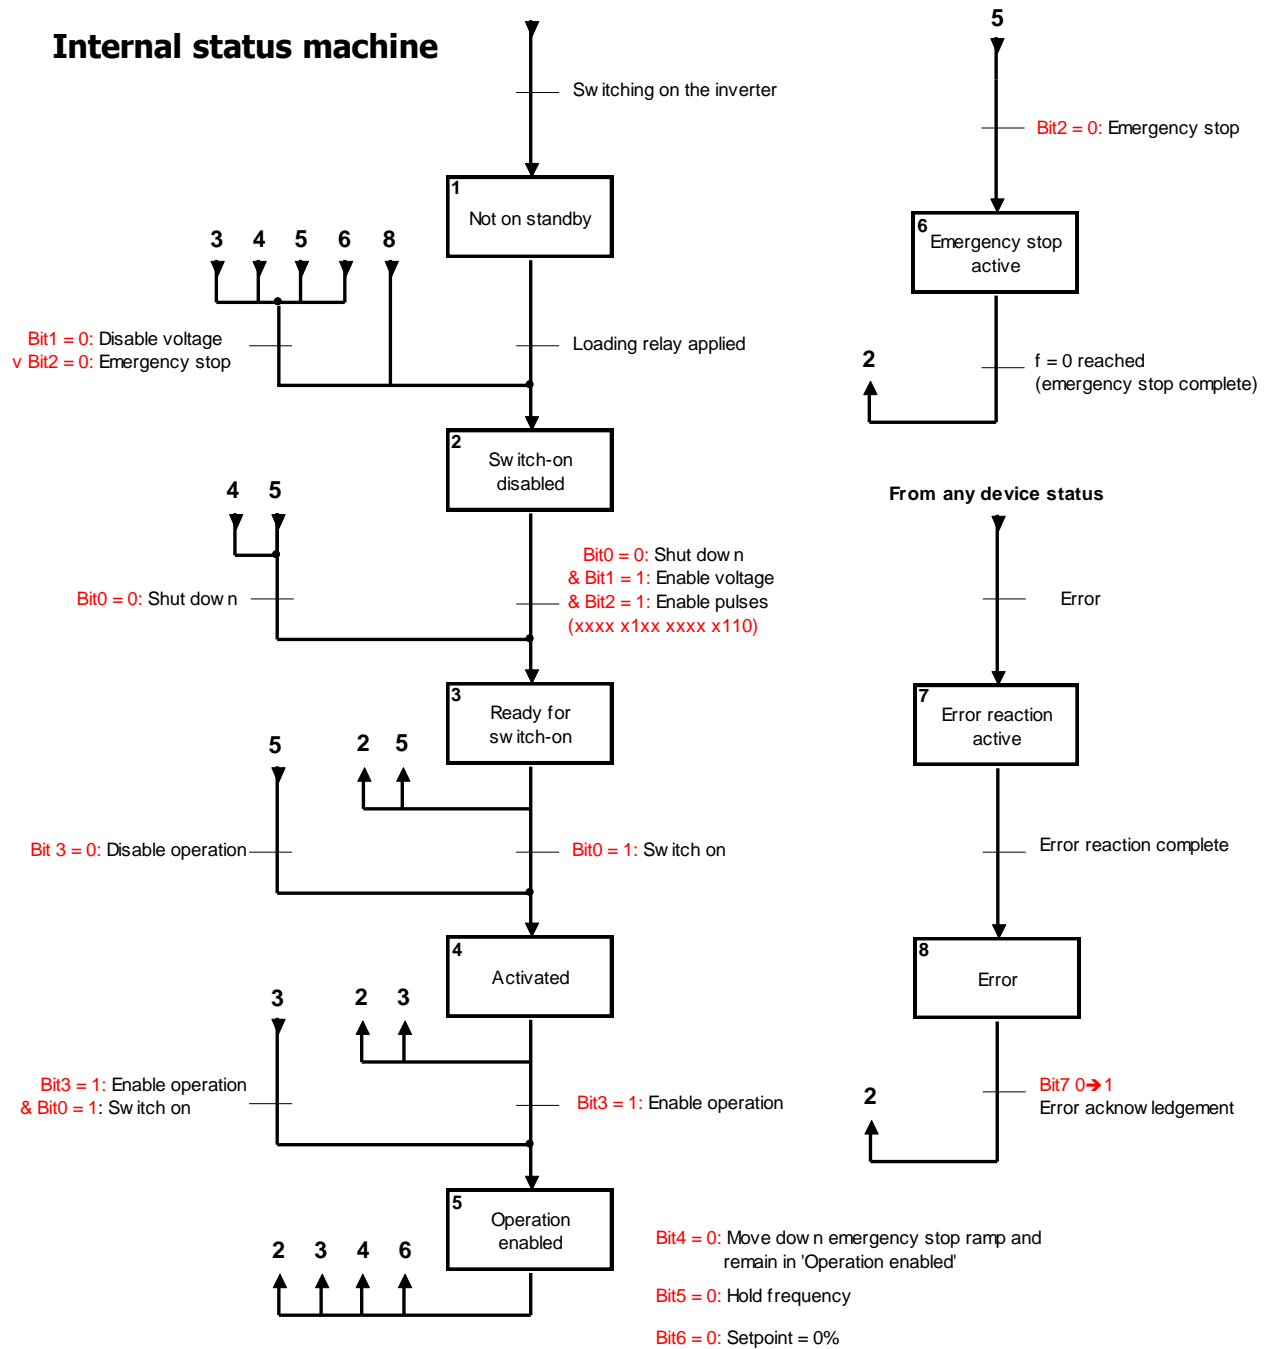 Internal status machine
Switching on the inverter
1
Not on standby
3 4 5 6 8
Bit1 = 0: Disable voltage
v Bit2 = 0: Emergency stop
Loading relay applied
2
Switch-on
disabled
4 5
Bit0 = 0: Shut down
Bit0 = 0: Shut down
& Bit1 = 1: Enable voltage
& Bit2 = 1: Enable pulses
(xxxx x1xx xxxx x110)
3
Ready for
switch-on
5 2 5
Bit 3 = 0: Disable operation
Bit0 = 1: Switch on
4
Activated
3 2 3
Bit3 = 1: Enable operation
& Bit0 = 1: Switch on
Bit3 = 1: Enable operation
5
Operation
enabled
2 3 4 6
Bit4 = 0: Move down emergency stop ramp and
remain in 'Operation enabled'
Bit5 = 0: Hold frequency
Bit6 = 0: Setpoint = 0%
5
Bit2 = 0: Emergency stop
6
Emergency stop
active
2
f = 0 reached
(emergency stop complete)
From any device status
Error
7
Error reaction
active
Error reaction complete
8
Error
2
Bit7 0➔1
Error acknowledgement